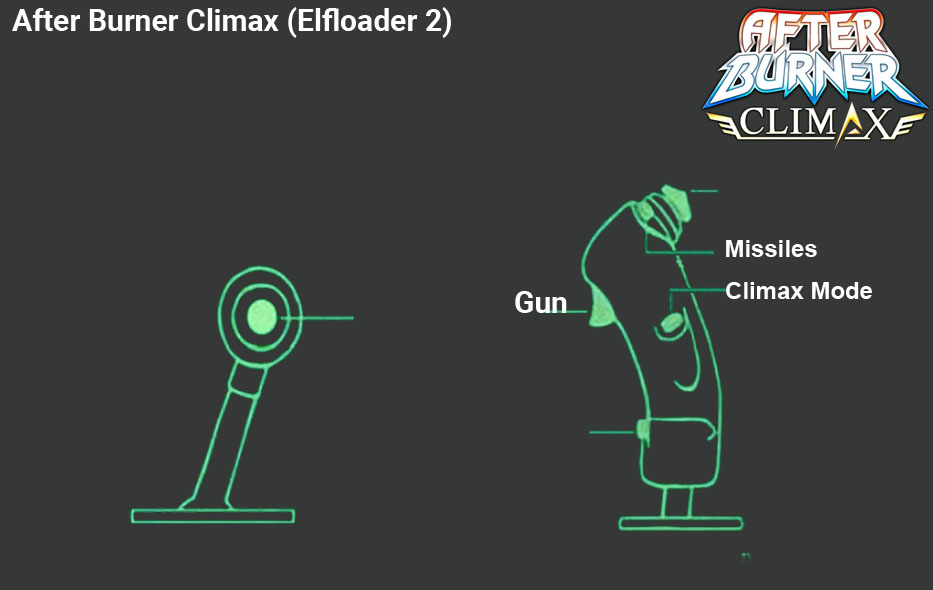 After Burner Climax (Elfloader 2)
AFTER
BURNER
CLIMAX
Missiles
Climax Mode
Gun